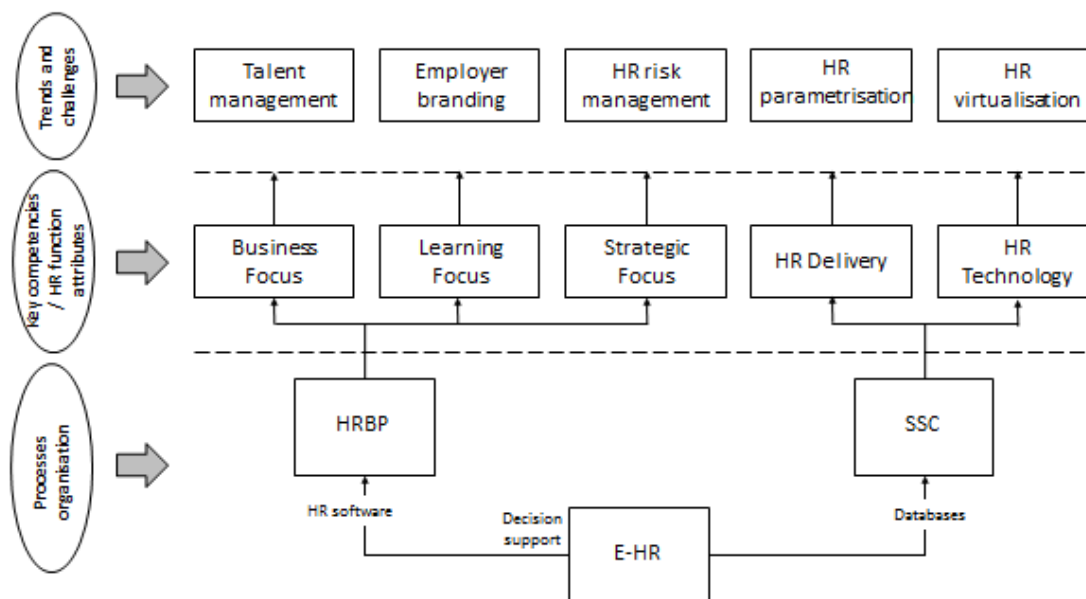 Trends and
challenges
Talent
management
Employer
branding
HR risk
management
HR
parametrisation
HR
virtualisation
Key competencies
/ HR function
attributes
Business
Focus
Learning
Focus
Strategic
Focus
HR Delivery
HR
Technology
Processes
organisation
HRBP
SSC
HR software
Decision
support
Databases
E-HR